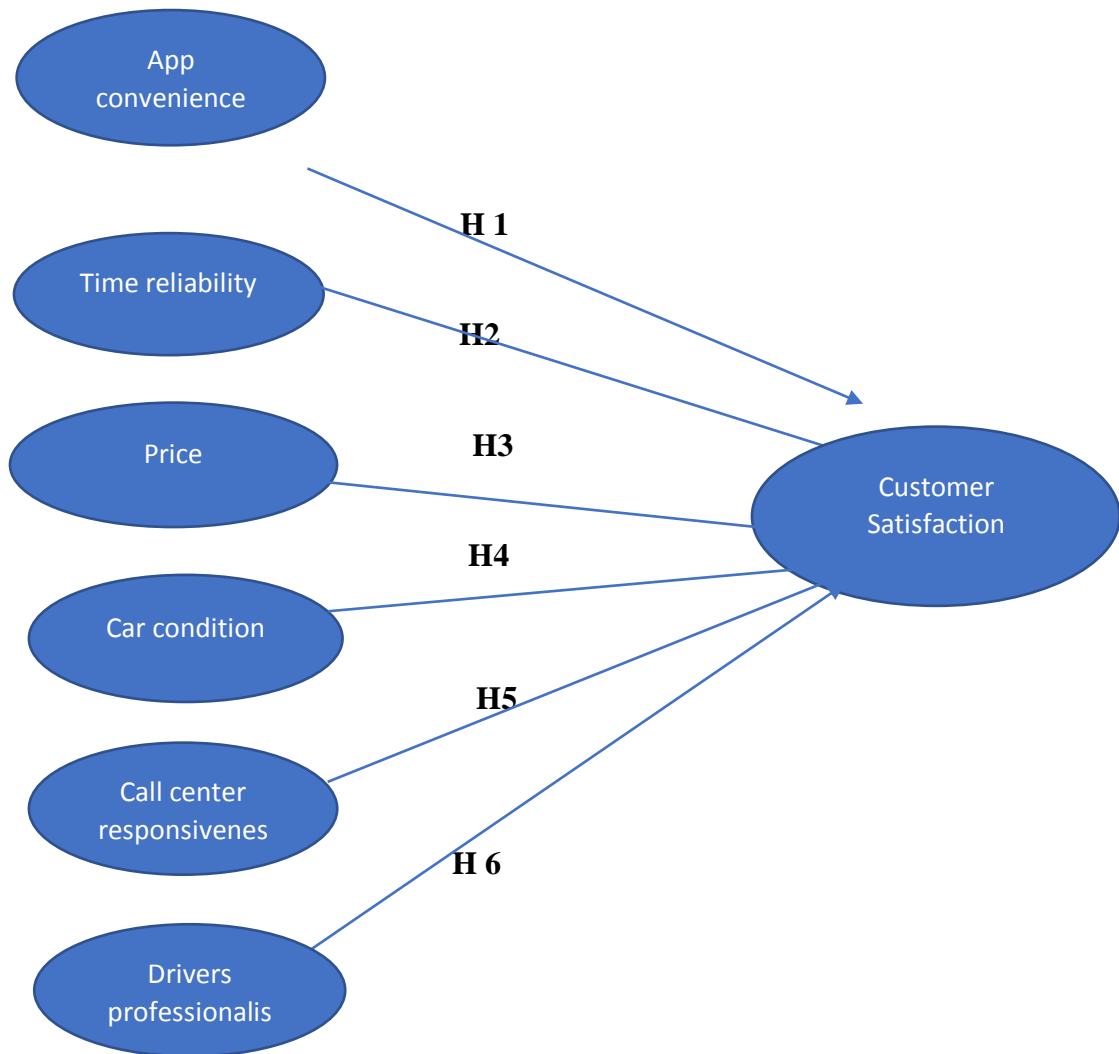 App
convenience
H 1
Time reliability
H2
Price
H3
Customer
Satisfaction
H4
Car condition
H5
Call center
responsivenes
H 6
Drivers
professionalis